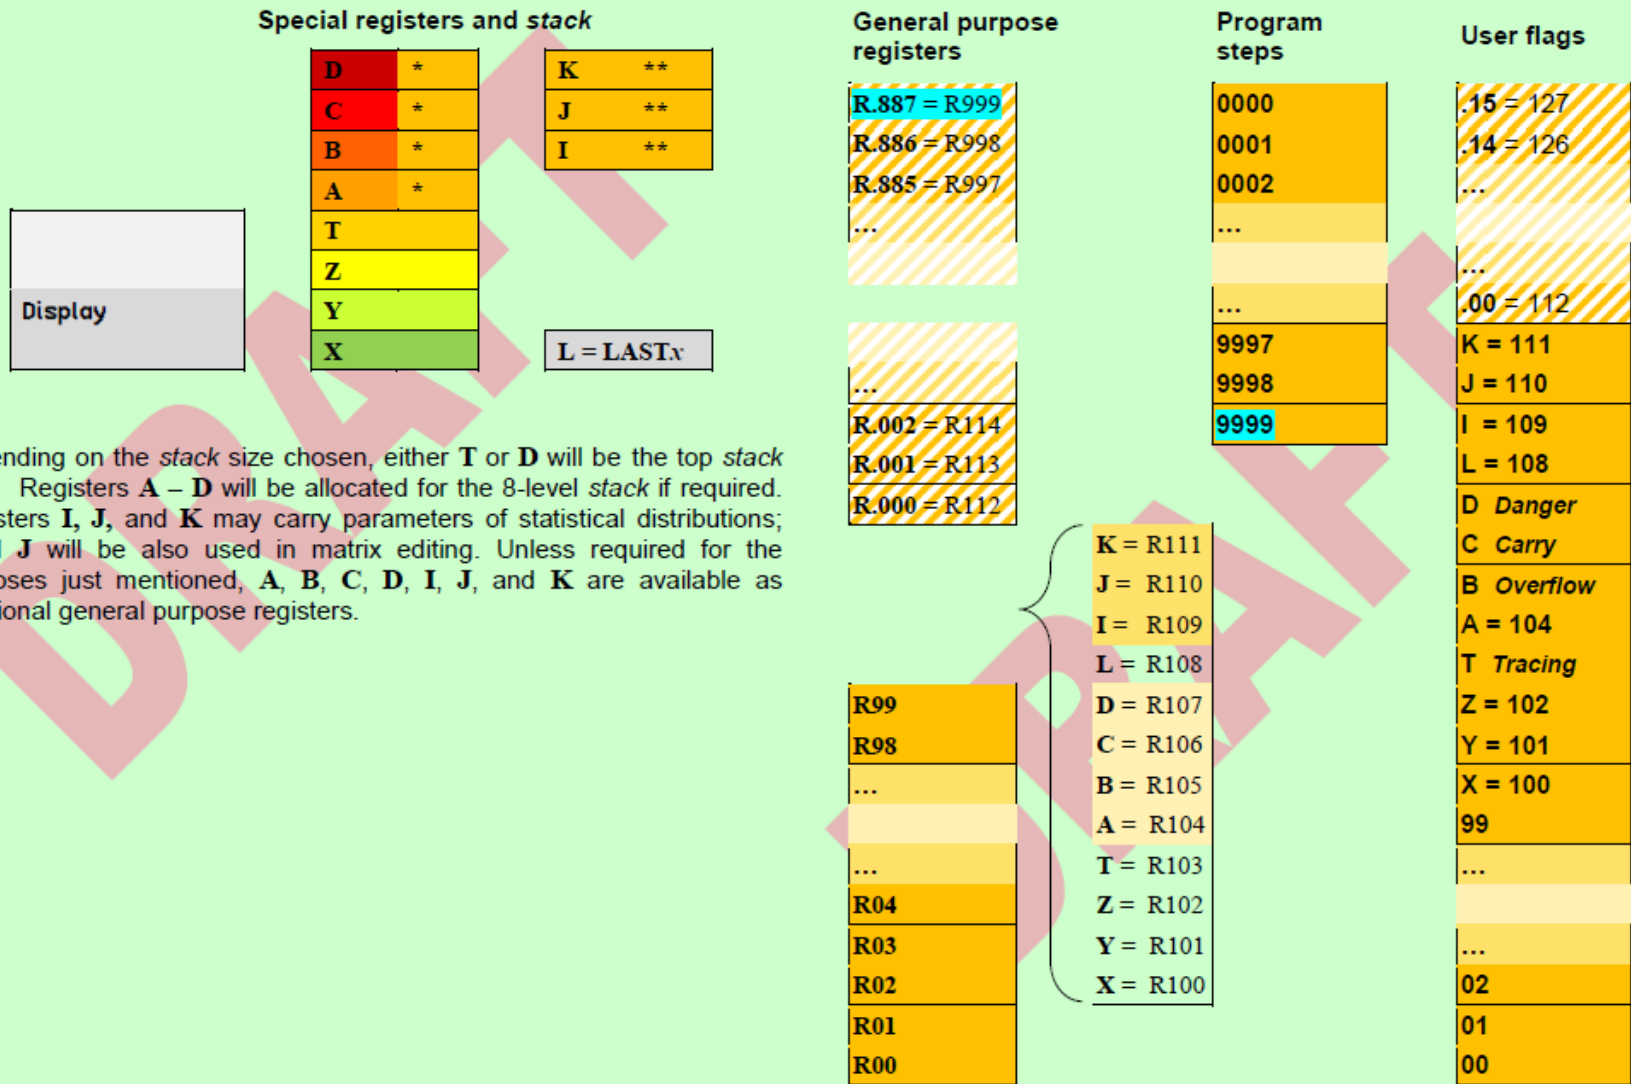 Special registers and stack
D *
C *
B *
A *
T
Z
Y
X
K **
J **
I **
L = LASTx
Display
ending on the stack size chosen, either T or D will be the top stack
Registers A – D will be allocated for the 8-level stack if required.
sters I, J, and K may carry parameters of statistical distributions;
J will be also used in matrix editing. Unless required for the
oses just mentioned, A, B, C, D, I, J, and K are available as
ional general purpose registers.
General purpose
registers
R.887 = R999
R.886 = R998
R.885 = R997
...
...
R.002 = R114
R.001 = R113
R.000 = R112
K = R111
J = R110
I = R109
L = R108
D = R107
C = R106
B = R105
A = R104
T = R103
Z = R102
Y = R101
X = R100
R99
R98
...
...
R04
R03
R02
R01
R00
Program
steps
0000
0001
0002
...
...
9997
9998
9999
User flags
.15 = 127
.14 = 126
...
...
.00 = 112
K = 111
J = 110
I = 109
L = 108
D Danger
C Carry
B Overflow
A = 104
T Tracing
Z = 102
Y = 101
X = 100
99
...
...
02
01
00
DRAFT
DRAFT